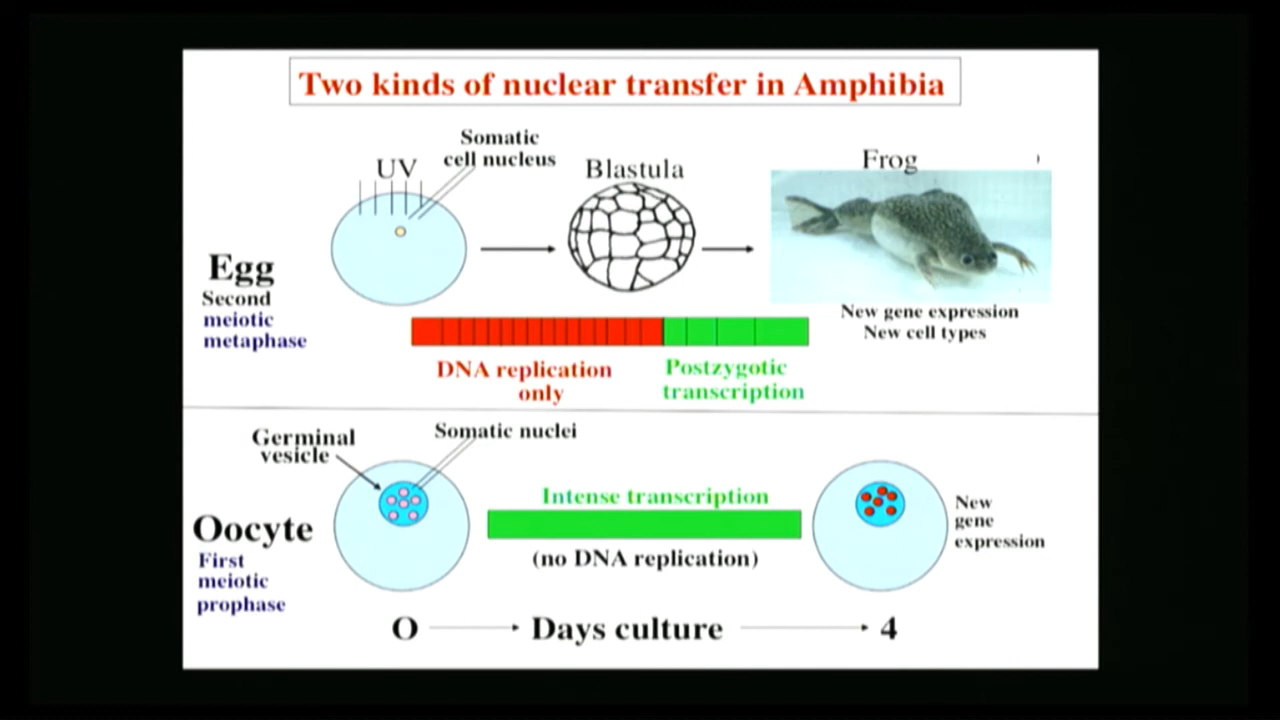 Two kinds of nuclear transfer in Amphibia
Somatic
cell nucleus
UV
Blastula
Frog
Egg
Second
meiotic
metaphase
New gene expression
New cell types
DNA replication
only
Postzygotic
transcription
Germinal
vesicle
Somatic nuclei
Oocyte
First
meiotic
prophase
Intense transcription
(no DNA replication)
New
gene
expression
O
Days culture
4